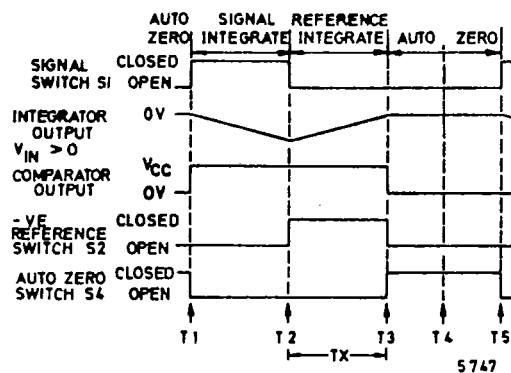 AUTO SIGNAL REFERENCE
ZERO INTEGRATE INTEGRATE AUTO ZERO
SIGNAL CLOSED
SWITCH S1 OPEN
INTEGRATOR
OUTPUT 0V
VIN > 0
COMPARATOR VCC
OUTPUT 0V
-VE CLOSED
REFERENCE
SWITCH S2 OPEN
AUTO ZERO CLOSED
SWITCH S4 OPEN
T1 T2 T3 T4 T5
TX
5747